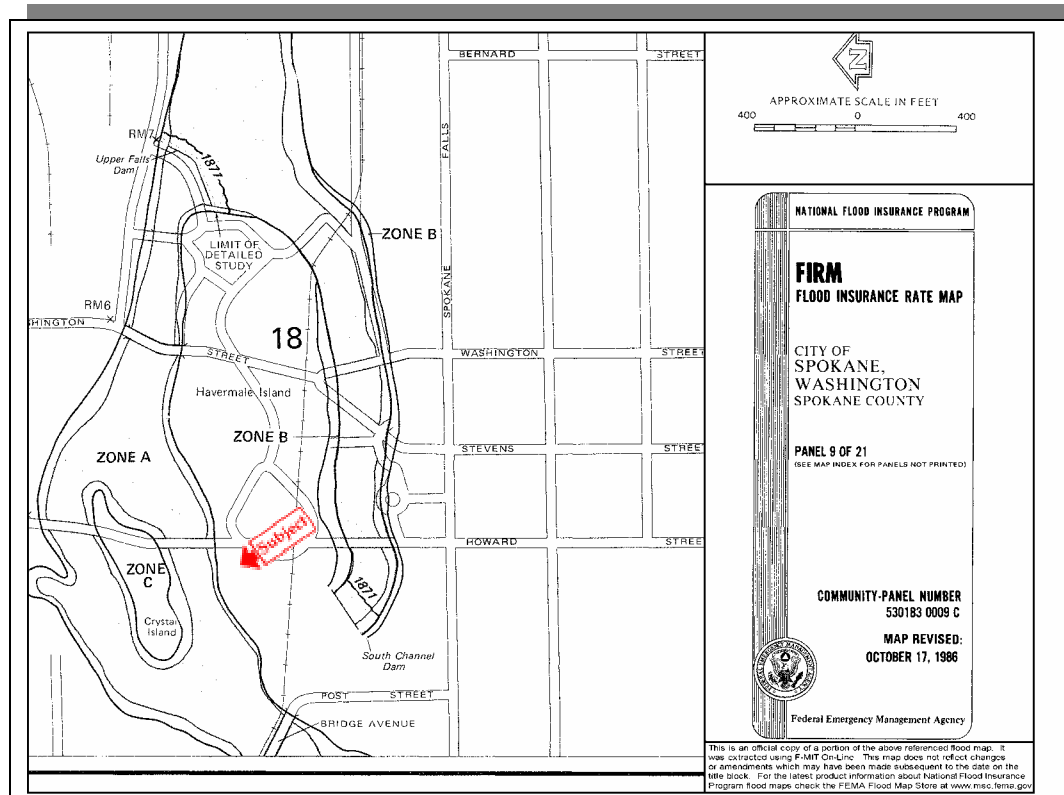 BERNARD STREET
RM7
Upper Falls
Dam
1871
FALLS
ZONE B
LIMIT OF
DETAILED
STUDY
SPOKANE
RM6
HINGTON
18
STREET
WASHINGTON STREET
Havermale Island
ZONE B
STEVENS STREET
ZONE A
Subject
HOWARD STREE
ZONE
C
1871
Crystal
Island
South Channel
Dam
POST STREET
BRIDGE AVENUE
N
APPROXIMATE SCALE IN FEET
400 0 400
NATIONAL FLOOD INSURANCE PROGRAM
FIRM
FLOOD INSURANCE RATE MAP
CITY OF
SPOKANE,
WASHINGTON
SPOKANE COUNTY
PANEL 9 OF 21
(SEE MAP INDEX FOR PANELS NOT PRINTED)
COMMUNITY-PANEL NUMBER
530183 0009 C
MAP REVISED:
OCTOBER 17, 1986
Federal Emergency Management Agency
This is an official copy of a portion of the above referenced flood map. It
was extracted using F-MIT On-Line This map does not reflect changes
or amendments which may have been made subsequent to the date on the
title block. For the latest product information about National Flood Insurance
Program flood maps check the FEMA Flood Map Store at www.msc.fema.gov